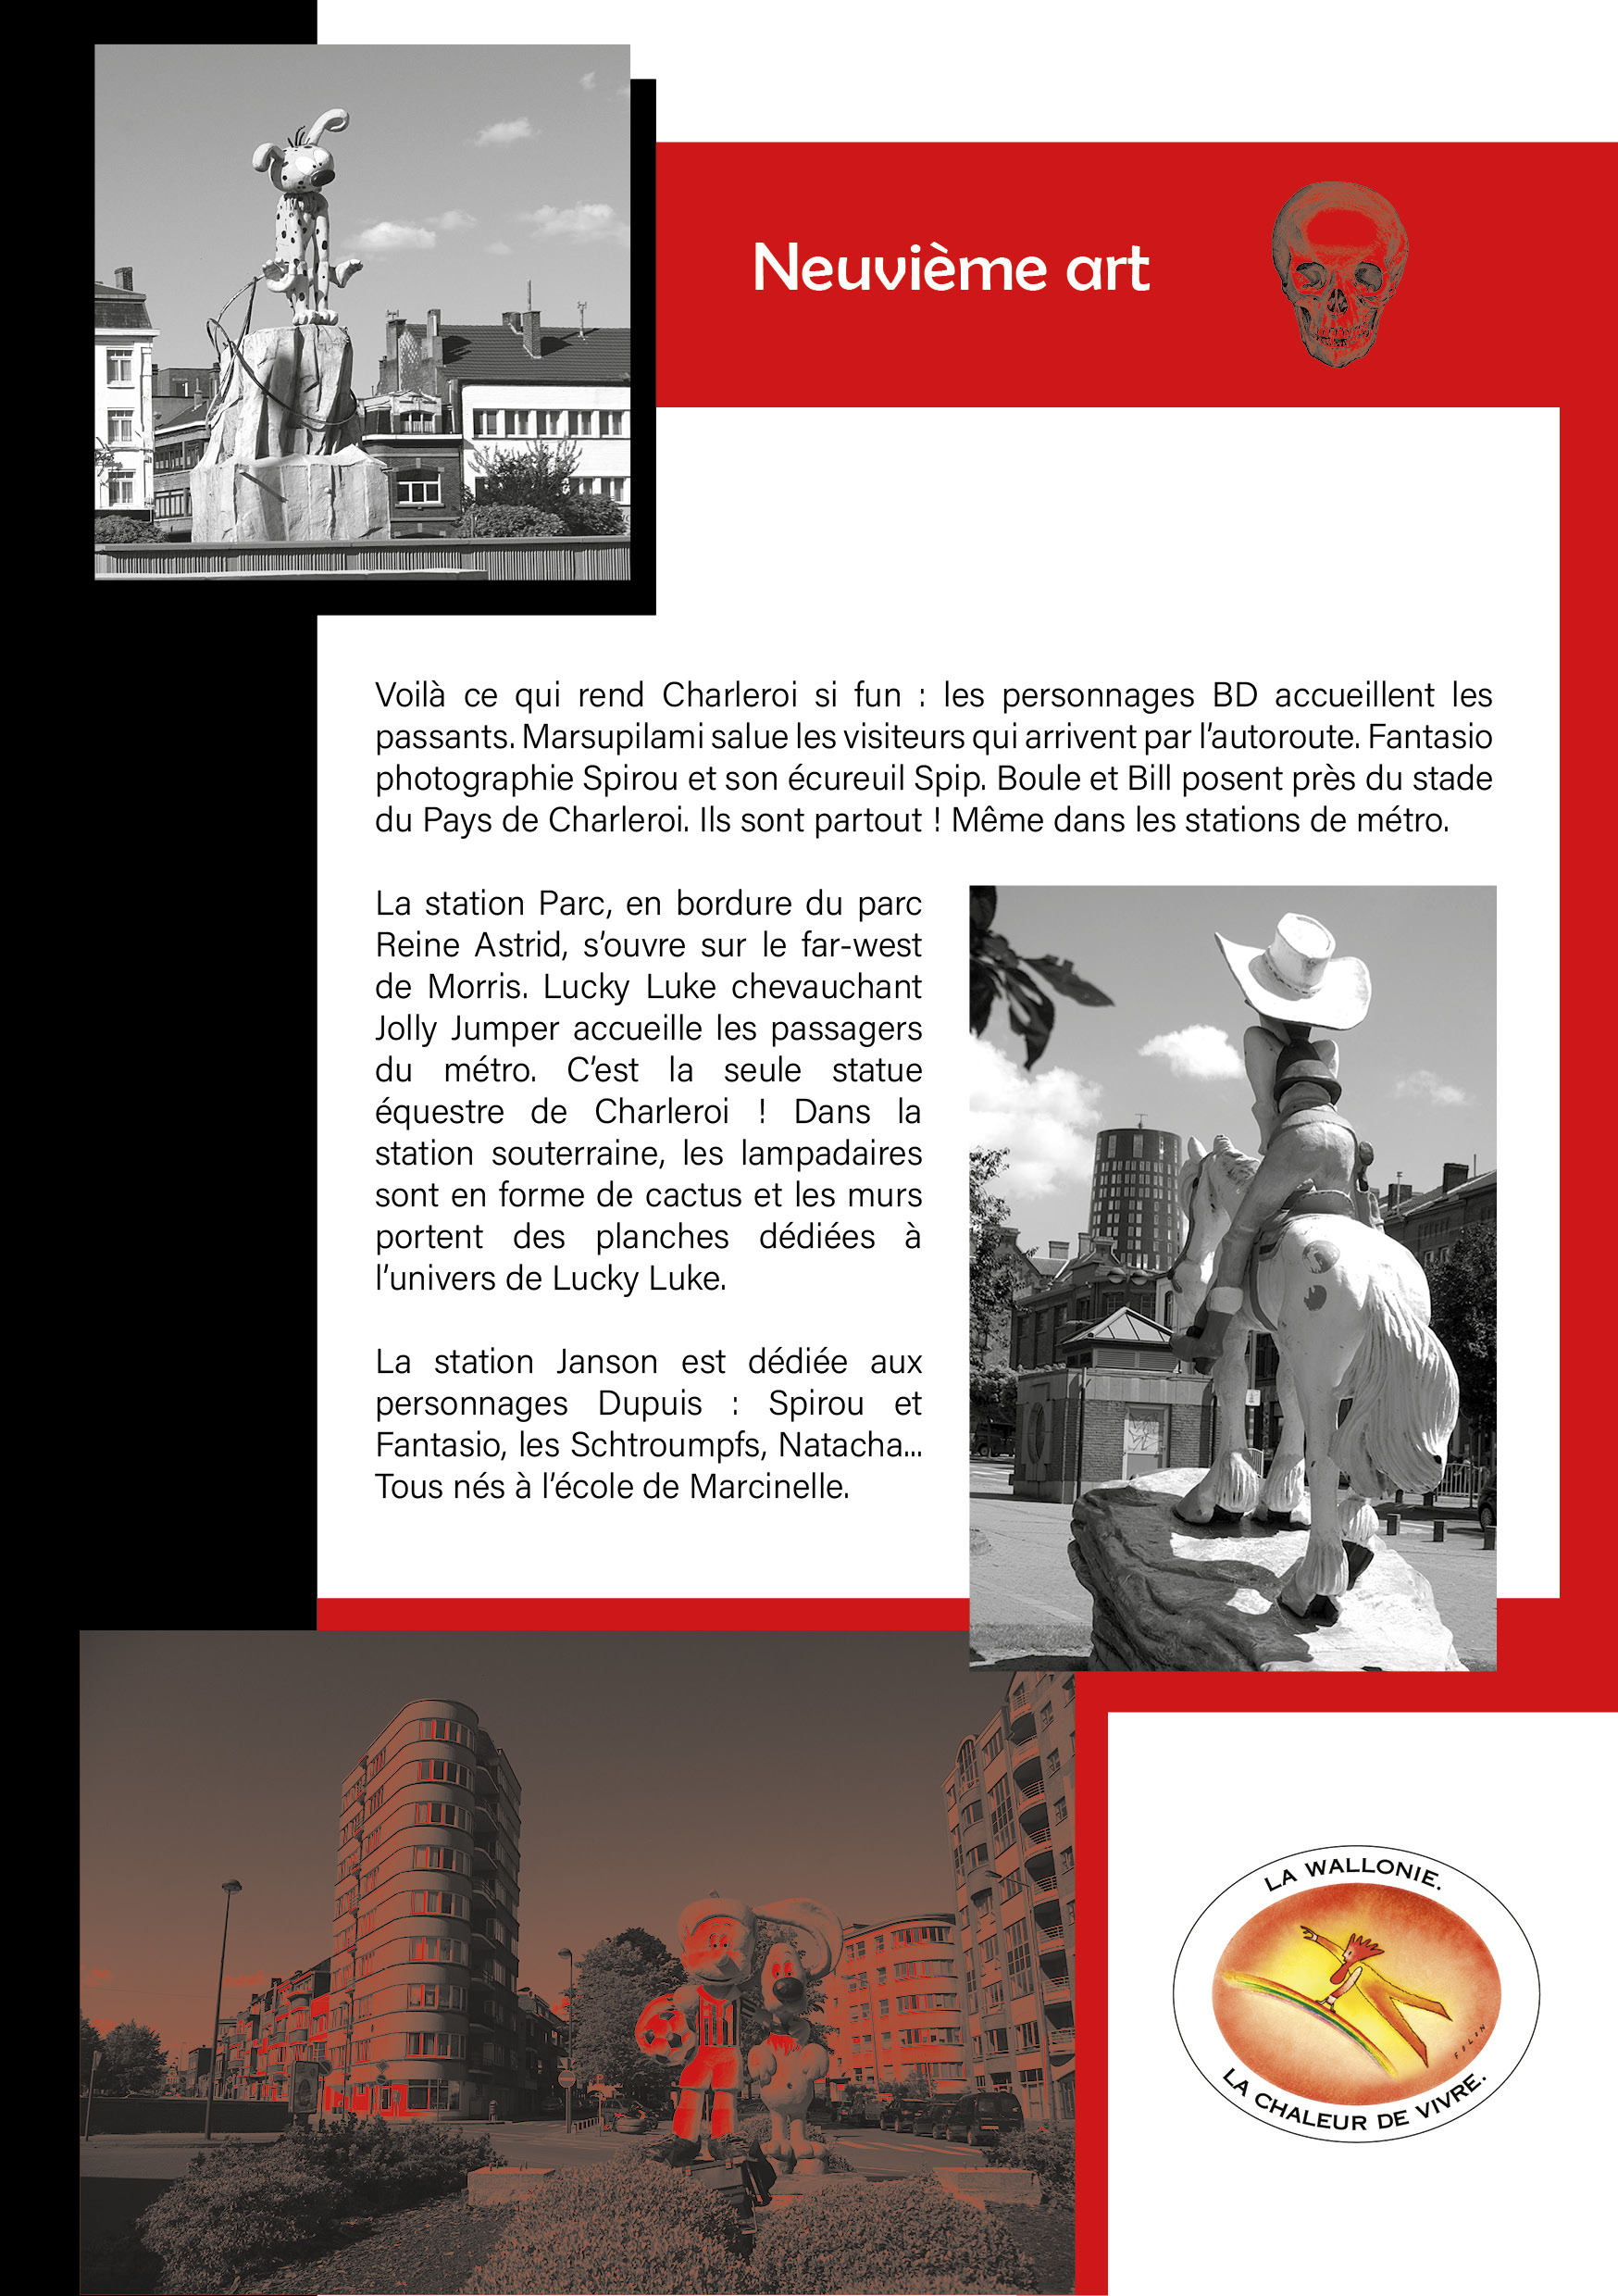 Neuvième art
Voilà ce qui rend Charleroi si fun : les personnages BD accueillent les
passants. Marsupilami salue les visiteurs qui arrivent par l’autoroute. Fantasio
photographie Spirou et son écureuil Spip. Boule et Bill posent près du stade
du Pays de Charleroi. Ils sont partout ! Même dans les stations de métro.
La station Parc, en bordure du parc
Reine Astrid, s’ouvre sur le far-west
de Morris. Lucky Luke chevauchant
Jolly Jumper accueille les passagers
du métro. C’est la seule statue
équestre de Charleroi ! Dans la
station souterraine, les lampadaires
sont en forme de cactus et les murs
portent des planches dédiées à
l’univers de Lucky Luke.
La station Janson est dédiée aux
personnages Dupuis : Spirou et
Fantasio, les Schtroumpfs, Natacha...
Tous nés à l’école de Marcinelle.
LA WALLONIE.
FOLON
LA CHALEUR DE VIVRE.